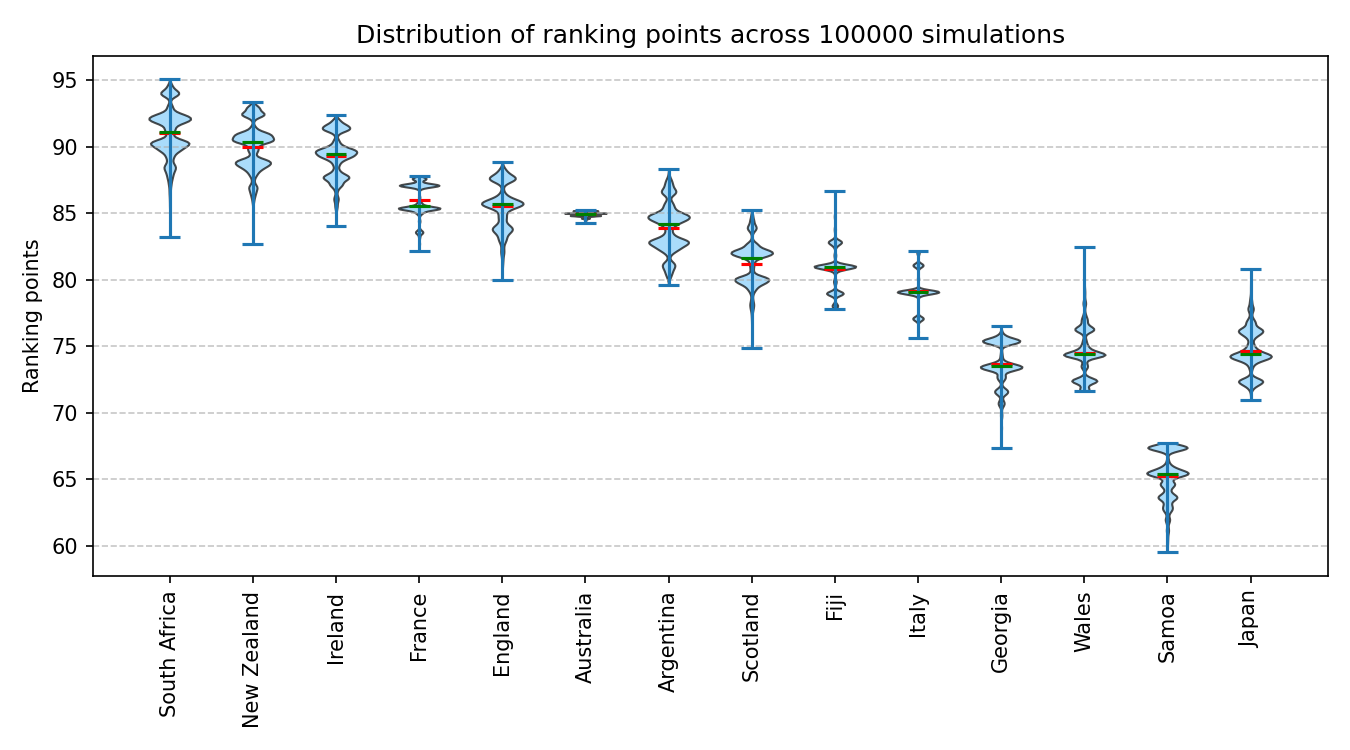 Distribution of ranking points across 100000 simulations
Ranking points
95
90
85
80
75
70
65
60
South Africa
New Zealand
Ireland
France
England
Australia
Argentina
Scotland
Fiji
Italy
Georgia
Wales
Samoa
Japan